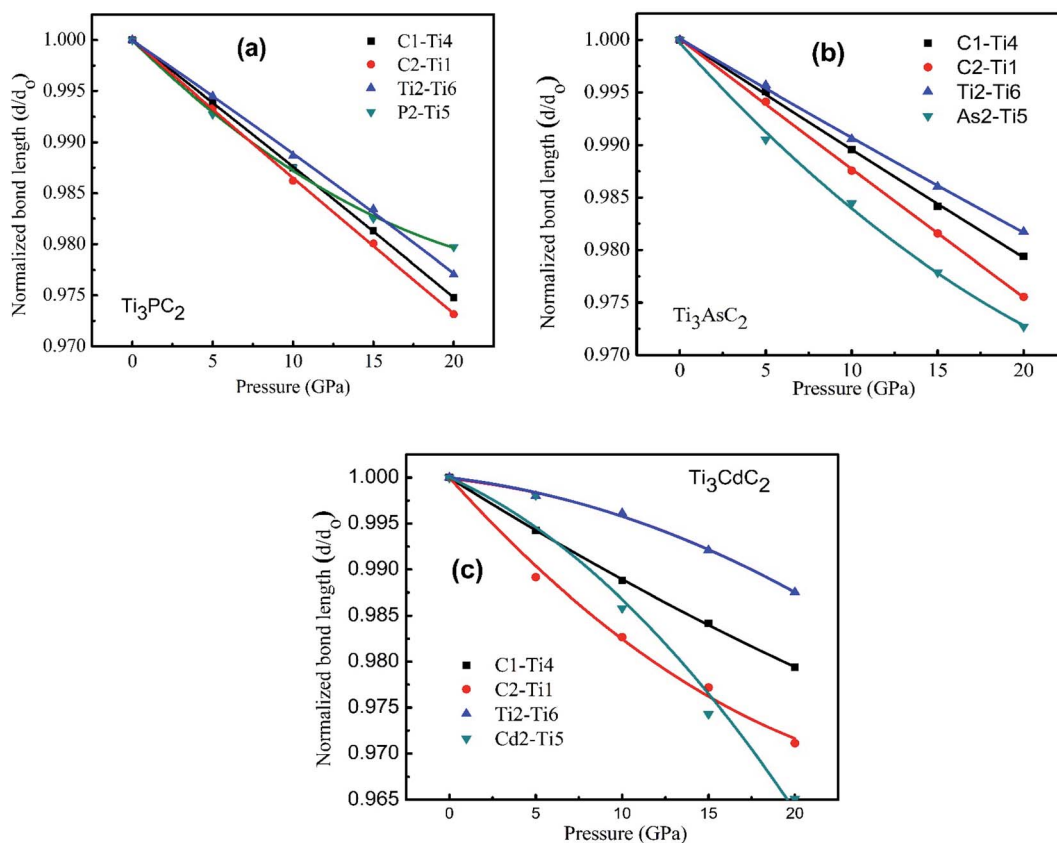 (a)
C1-Ti4
C2-Ti1
Ti2-Ti6
P2-Ti5
Ti₃PC₂
Normalized bond length (d/d₀)
1.000
0.995
0.990
0.985
0.980
0.975
0.970
0 5 10 15 20
Pressure (GPa)
(b)
C1-Ti4
C2-Ti1
Ti2-Ti6
As2-Ti5
Ti₃AsC₂
Normalized bond length (d/d₀)
1.000
0.995
0.990
0.985
0.980
0.975
0.970
0 5 10 15 20
Pressure (GPa)
Ti₃CdC₂
(c)
C1-Ti4
C2-Ti1
Ti2-Ti6
Cd2-Ti5
Normalized bond length (d/d₀)
1.000
0.995
0.990
0.985
0.980
0.975
0.970
0.965
0 5 10 15 20
Pressure (GPa)